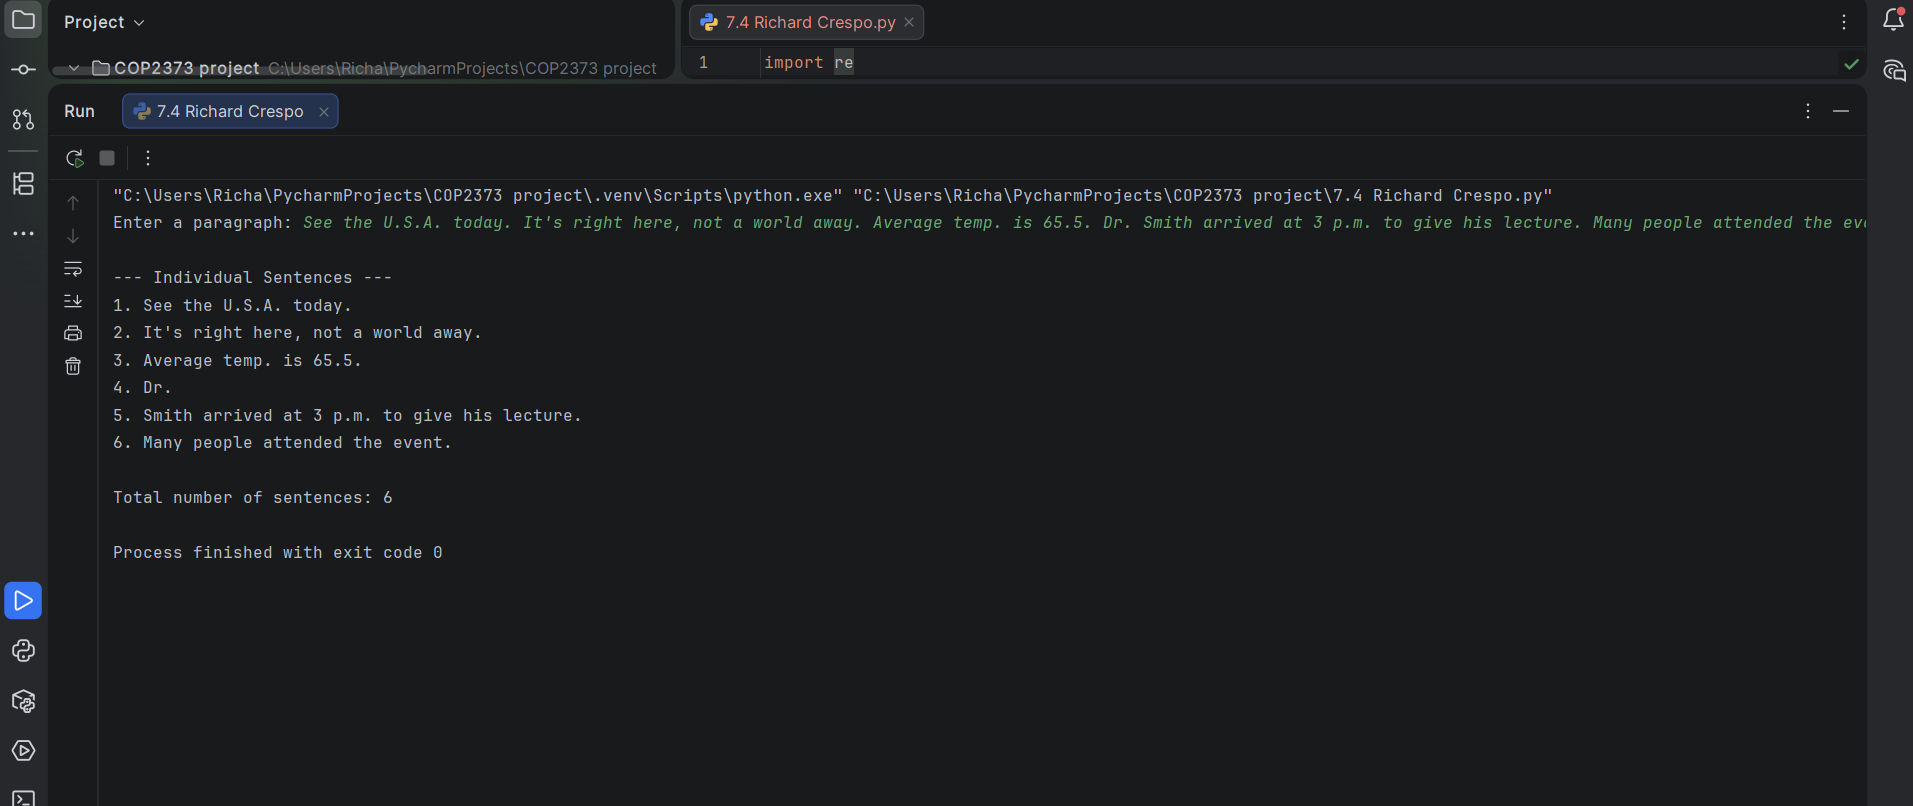 Project
7.4 Richard Crespo.py
COP2373 project C:\Users\Richa\PycharmProjects\COP2373 project
1 import re
Run 7.4 Richard Crespo
"C:\Users\Richa\PycharmProjects\COP2373 project\.venv\Scripts\python.exe" "C:\Users\Richa\PycharmProjects\COP2373 project\7.4 Richard Crespo.py"
Enter a paragraph: See the U.S.A. today. It's right here, not a world away. Average temp. is 65.5. Dr. Smith arrived at 3 p.m. to give his lecture. Many people attended the
--- Individual Sentences ---
1. See the U.S.A. today.
2. It's right here, not a world away.
3. Average temp. is 65.5.
4. Dr.
5. Smith arrived at 3 p.m. to give his lecture.
6. Many people attended the event.
Total number of sentences: 6
Process finished with exit code 0